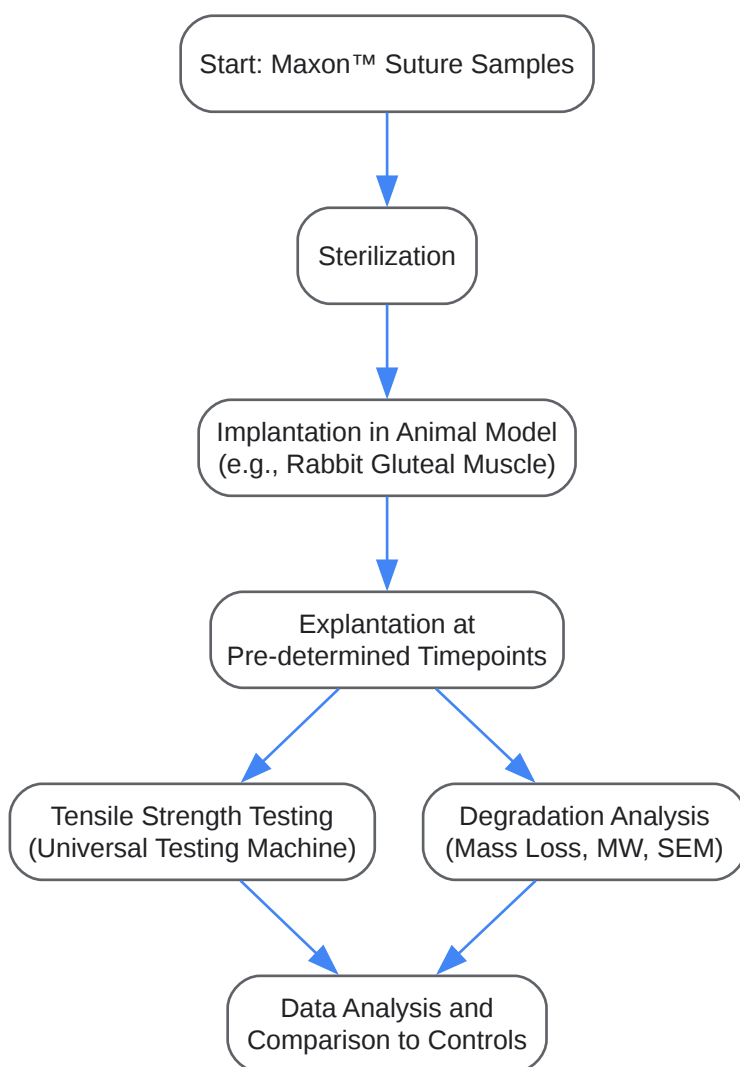 Start: Maxon™ Suture Samples
Sterilization
Implantation in Animal Model
(e.g., Rabbit Gluteal Muscle)
Explantation at
Pre-determined Timepoints
Tensile Strength Testing
(Universal Testing Machine)
Degradation Analysis
(Mass Loss, MW, SEM)
Data Analysis and
Comparison to Controls